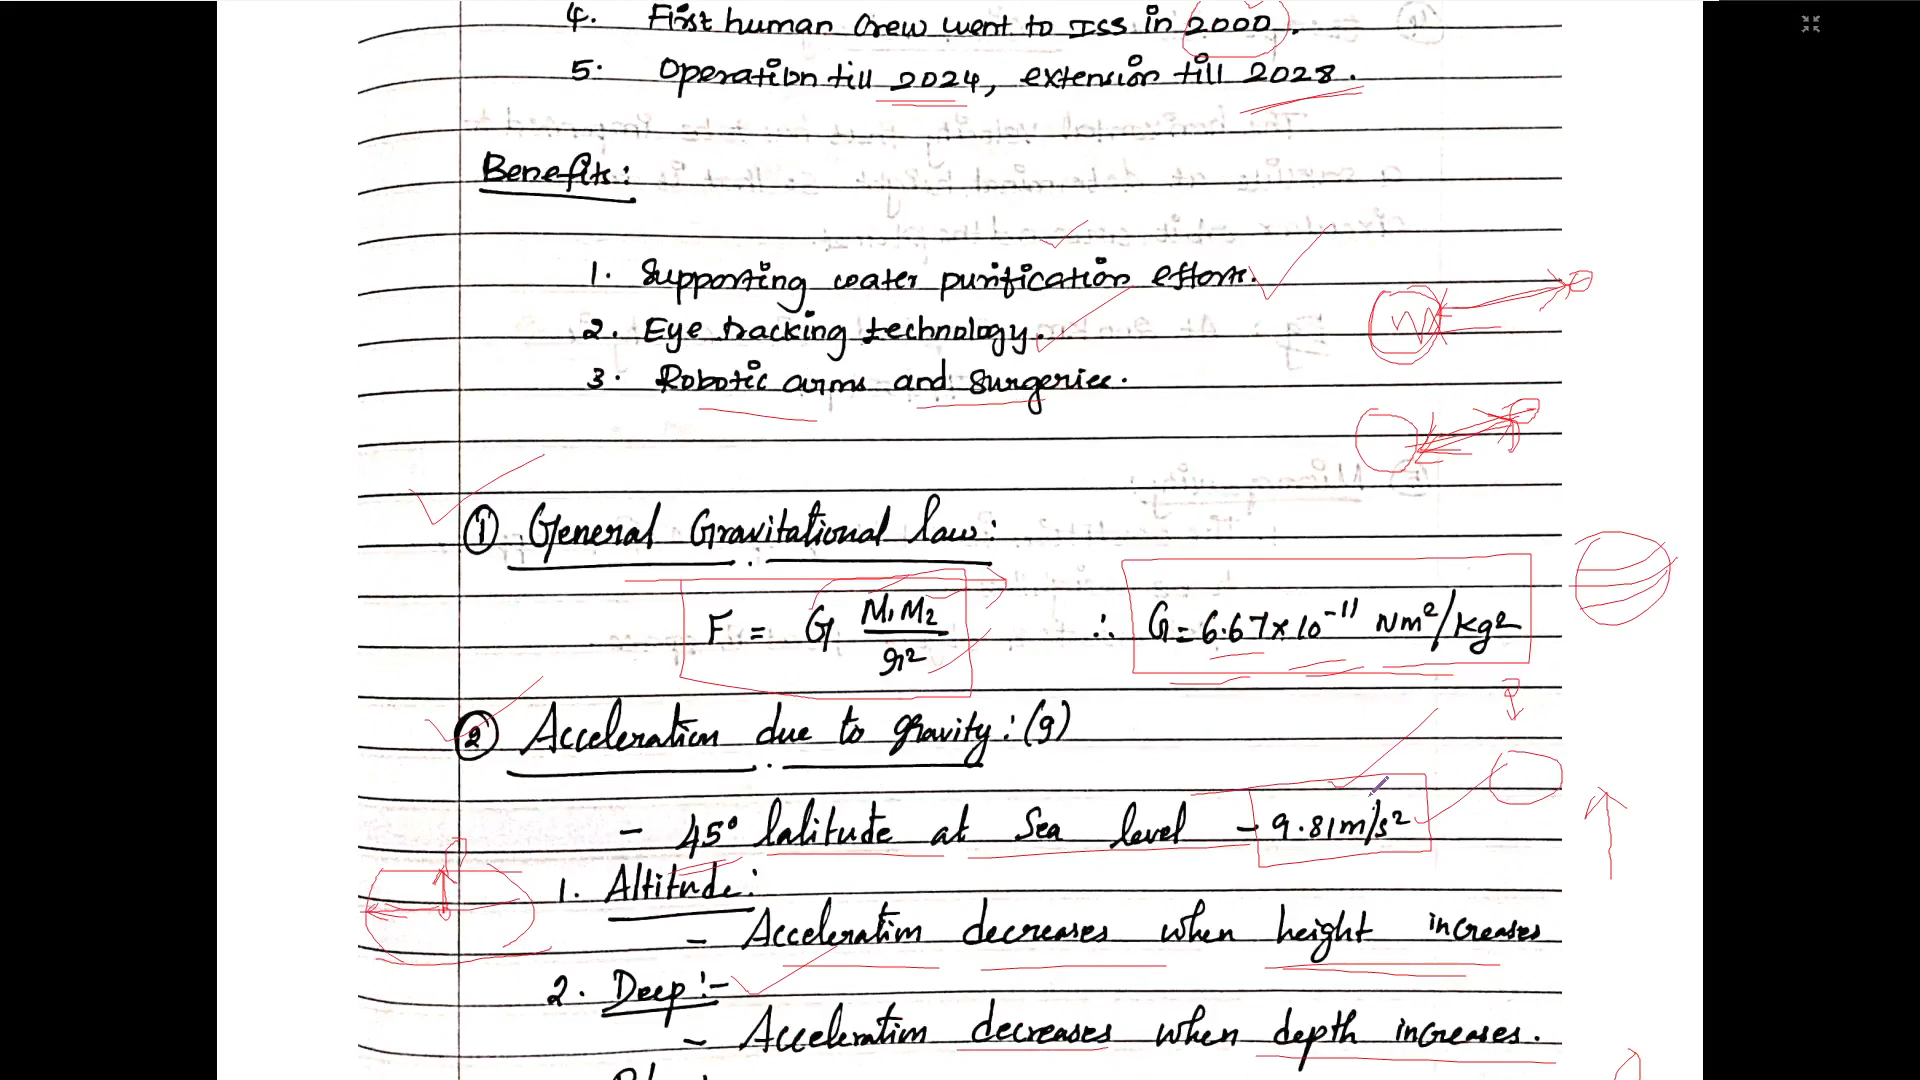 4. First human crew went to ISS in 2000.
5. Operation till 2024, extension till 2028.
Benefits:
1. Supporting water purification efforts.
2. Eye tracking technology.
3. Robotic arms and surgeries.
① General Gravitational law:
F = G M1M2/r² ∴ G = 6.67×10⁻¹¹ Nm²/kg²
② Acceleration due to gravity: (g)
- 45° latitude at Sea level - 9.81m/s²
1. Altitude:
- Acceleration decreases when height increases
2. Deep:-
- Acceleration decreases when depth increases.